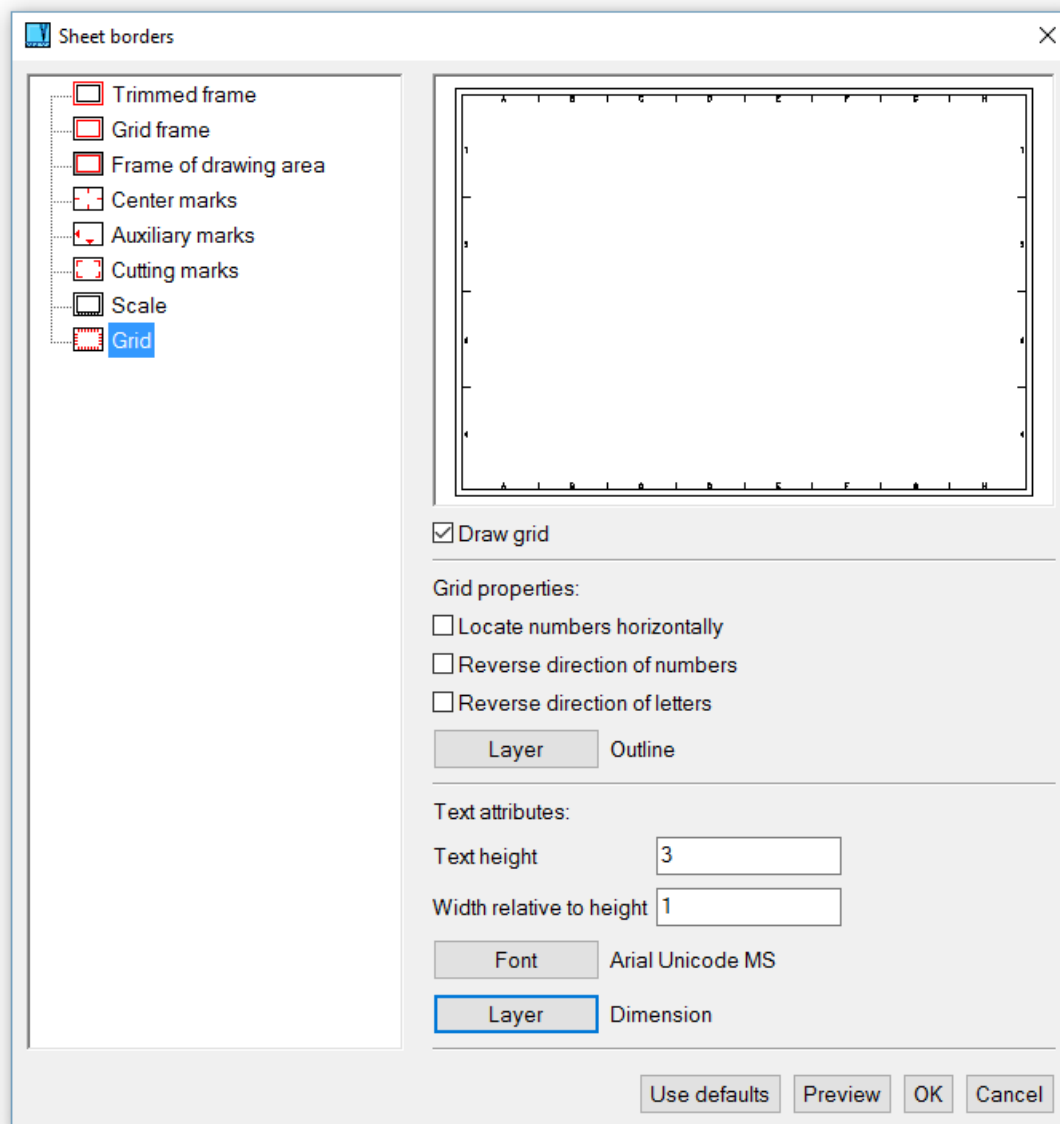 Sheet borders
Trimmed frame
Grid frame
Frame of drawing area
Center marks
Auxiliary marks
Cutting marks
Scale
Grid
A B C D E F G H
1 1
A B D E F H
Draw grid
Grid properties:
Locate numbers horizontally
Reverse direction of numbers
Reverse direction of letters
Layer Outline
Text attributes:
Text height 3
Width relative to height 1
Font Arial Unicode MS
Layer Dimension
Use defaults Preview OK Cancel